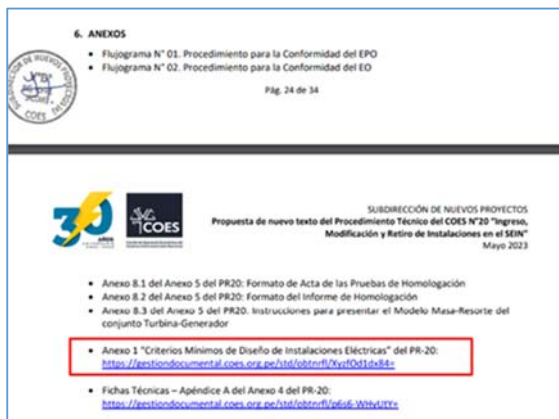 6. ANEXOS
• Flujograma N° 01. Procedimiento para la Conformidad del EPO
• Flujograma N° 02. Procedimiento para la Conformidad del EO
Pág. 24 de 34
COES
30
AÑOS
COES
SUBDIRECCIÓN DE NUEVOS PROYECTOS
Propuesta de nuevo texto del Procedimiento Técnico del COES N°20 "Ingreso,
Modificación y Retiro de Instalaciones en el SEIN"
Mayo 2023
• Anexo 8.1 del Anexo 5 del PR20: Formato de Acta de las Pruebas de Homologación
• Anexo 8.2 del Anexo 5 del PR20: Formato del Informe de Homologación
• Anexo 8.3 del Anexo 5 del PR20. Instrucciones para presentar el Modelo Masa-Resorte del
conjunto Turbina-Generador
• Anexo 1 "Criterios Mínimos de Diseño de Instalaciones Eléctricas" del PR-20:
• Fichas Técnicas – Apéndice A del Anexo 4 del PR-20: